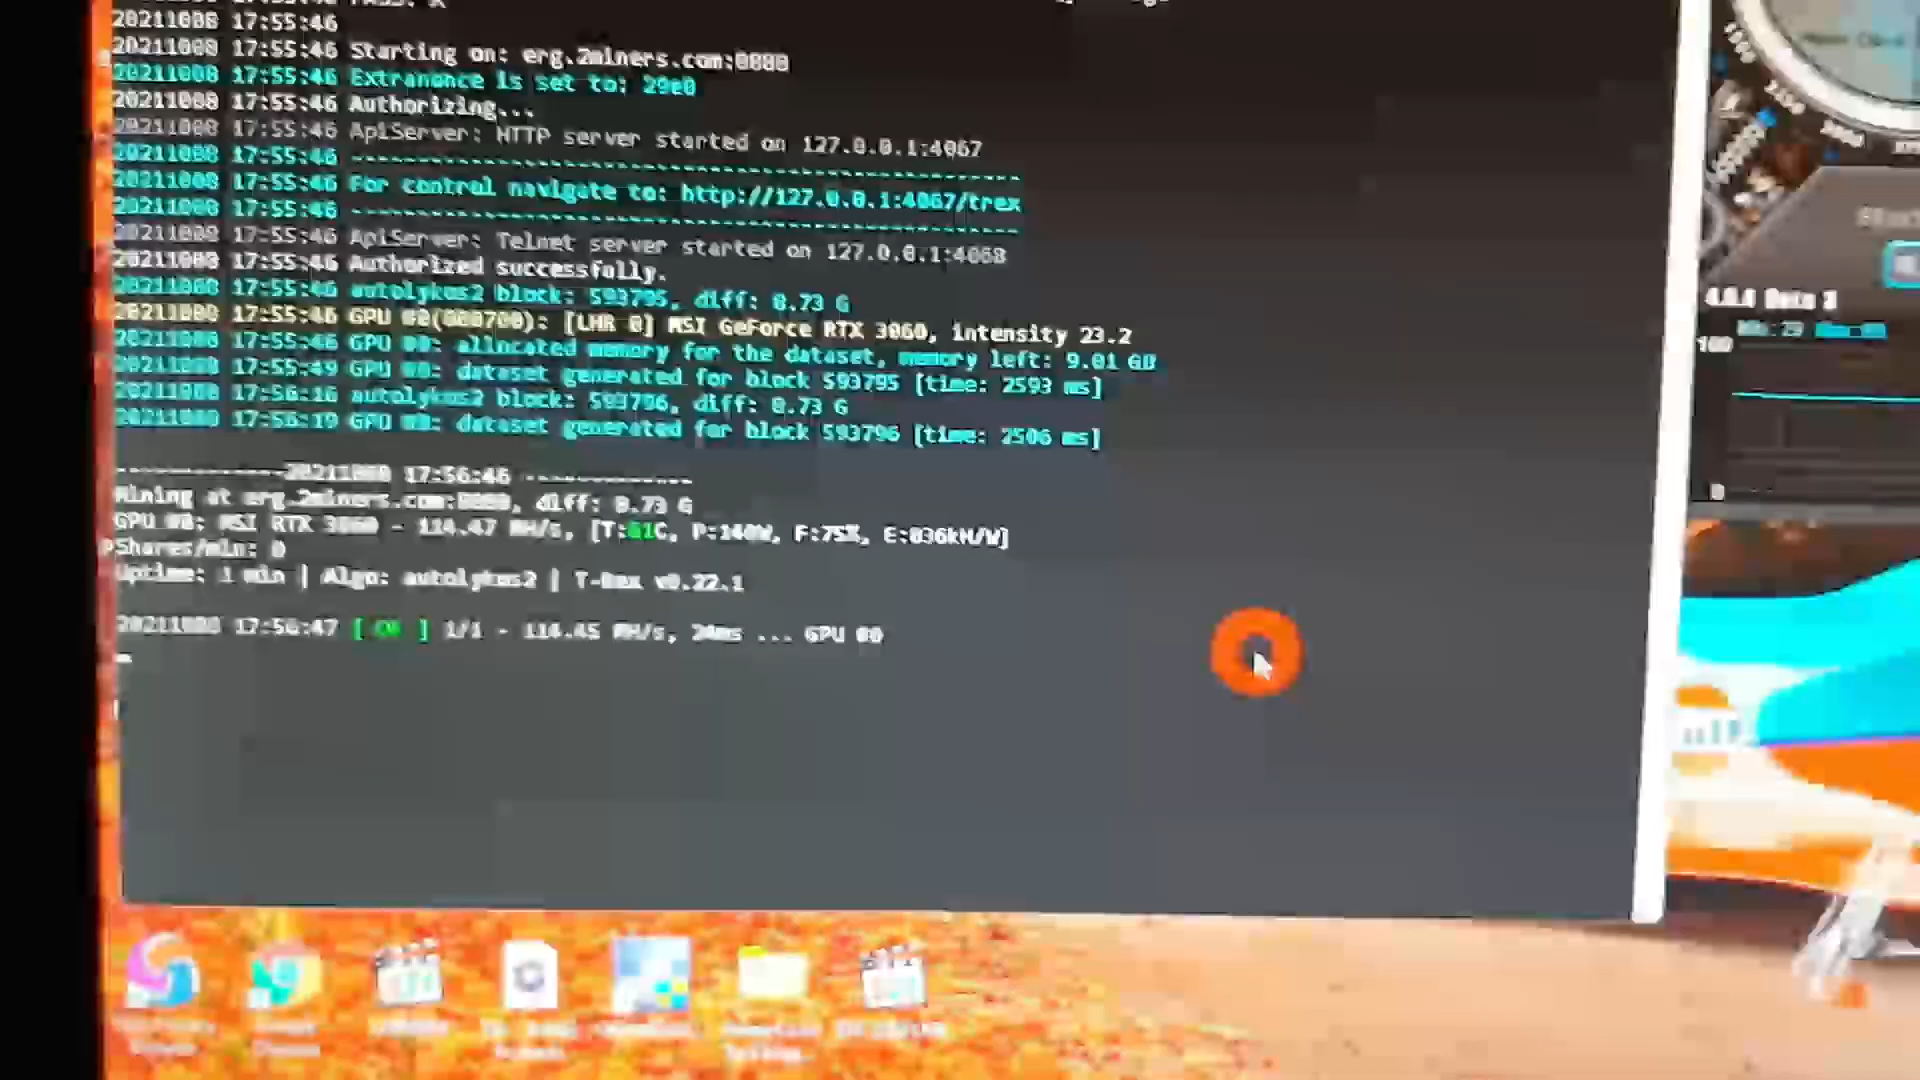 20211008 17:55:46
20211008 17:55:46 Starting on: erg.2miners.com:8888
20211008 17:55:46 Extranonce is set to: 29e0
20211008 17:55:46 Authorizing...
20211008 17:55:46 ApiServer: HTTP server started on 127.0.0.1:4067
20211008 17:55:46 ------------------------------------------------------
20211008 17:55:46 For control navigate to: http://127.0.0.1:4067/trex
20211008 17:55:46 ------------------------------------------------------
20211008 17:55:46 ApiServer: Telnet server started on 127.0.0.1:4068
20211008 17:55:46 Authorized successfully.
20211008 17:55:46 autolykos2 block: 593795, diff: 8.73 G
20211008 17:55:46 GPU #0(000700): [LHR 0] MSI GeForce RTX 3060, intensity 23.2
20211008 17:55:46 GPU #0: allocated memory for the dataset, memory left: 9.01 GB
20211008 17:55:49 GPU #0: dataset generated for block 593795 [time: 2593 ms]
20211008 17:56:16 autolykos2 block: 593796, diff: 8.73 G
20211008 17:56:19 GPU #0: dataset generated for block 593796 [time: 2506 ms]
---------------20211008 17:56:46 ---------------
Mining at erg.2miners.com:8888, diff: 8.73 G
GPU #0: MSI RTX 3060 - 114.47 MH/s, [T:61C, P:140W, F:75%, E:836kH/W]
Shares/min: 0
Uptime: 1 min | Algo: autolykos2 | T-Rex v0.22.1
20211008 17:56:47 [ OK ] 1/1 - 114.45 MH/s, 24ms ... GPU #0
100
0